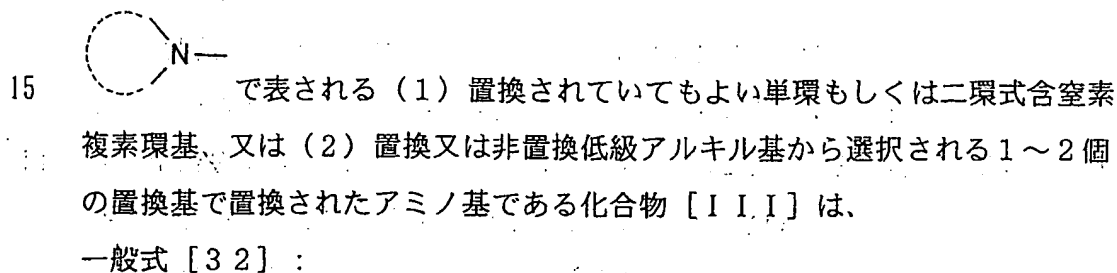 N—
15 で表される(1)置換されていてもよい単環もしくは二環式含窒素
複素環基、又は(2)置換又は非置換低級アルキル基から選択される1~2個
の置換基で置換されたアミノ基である化合物[III]は、
一般式[32]: